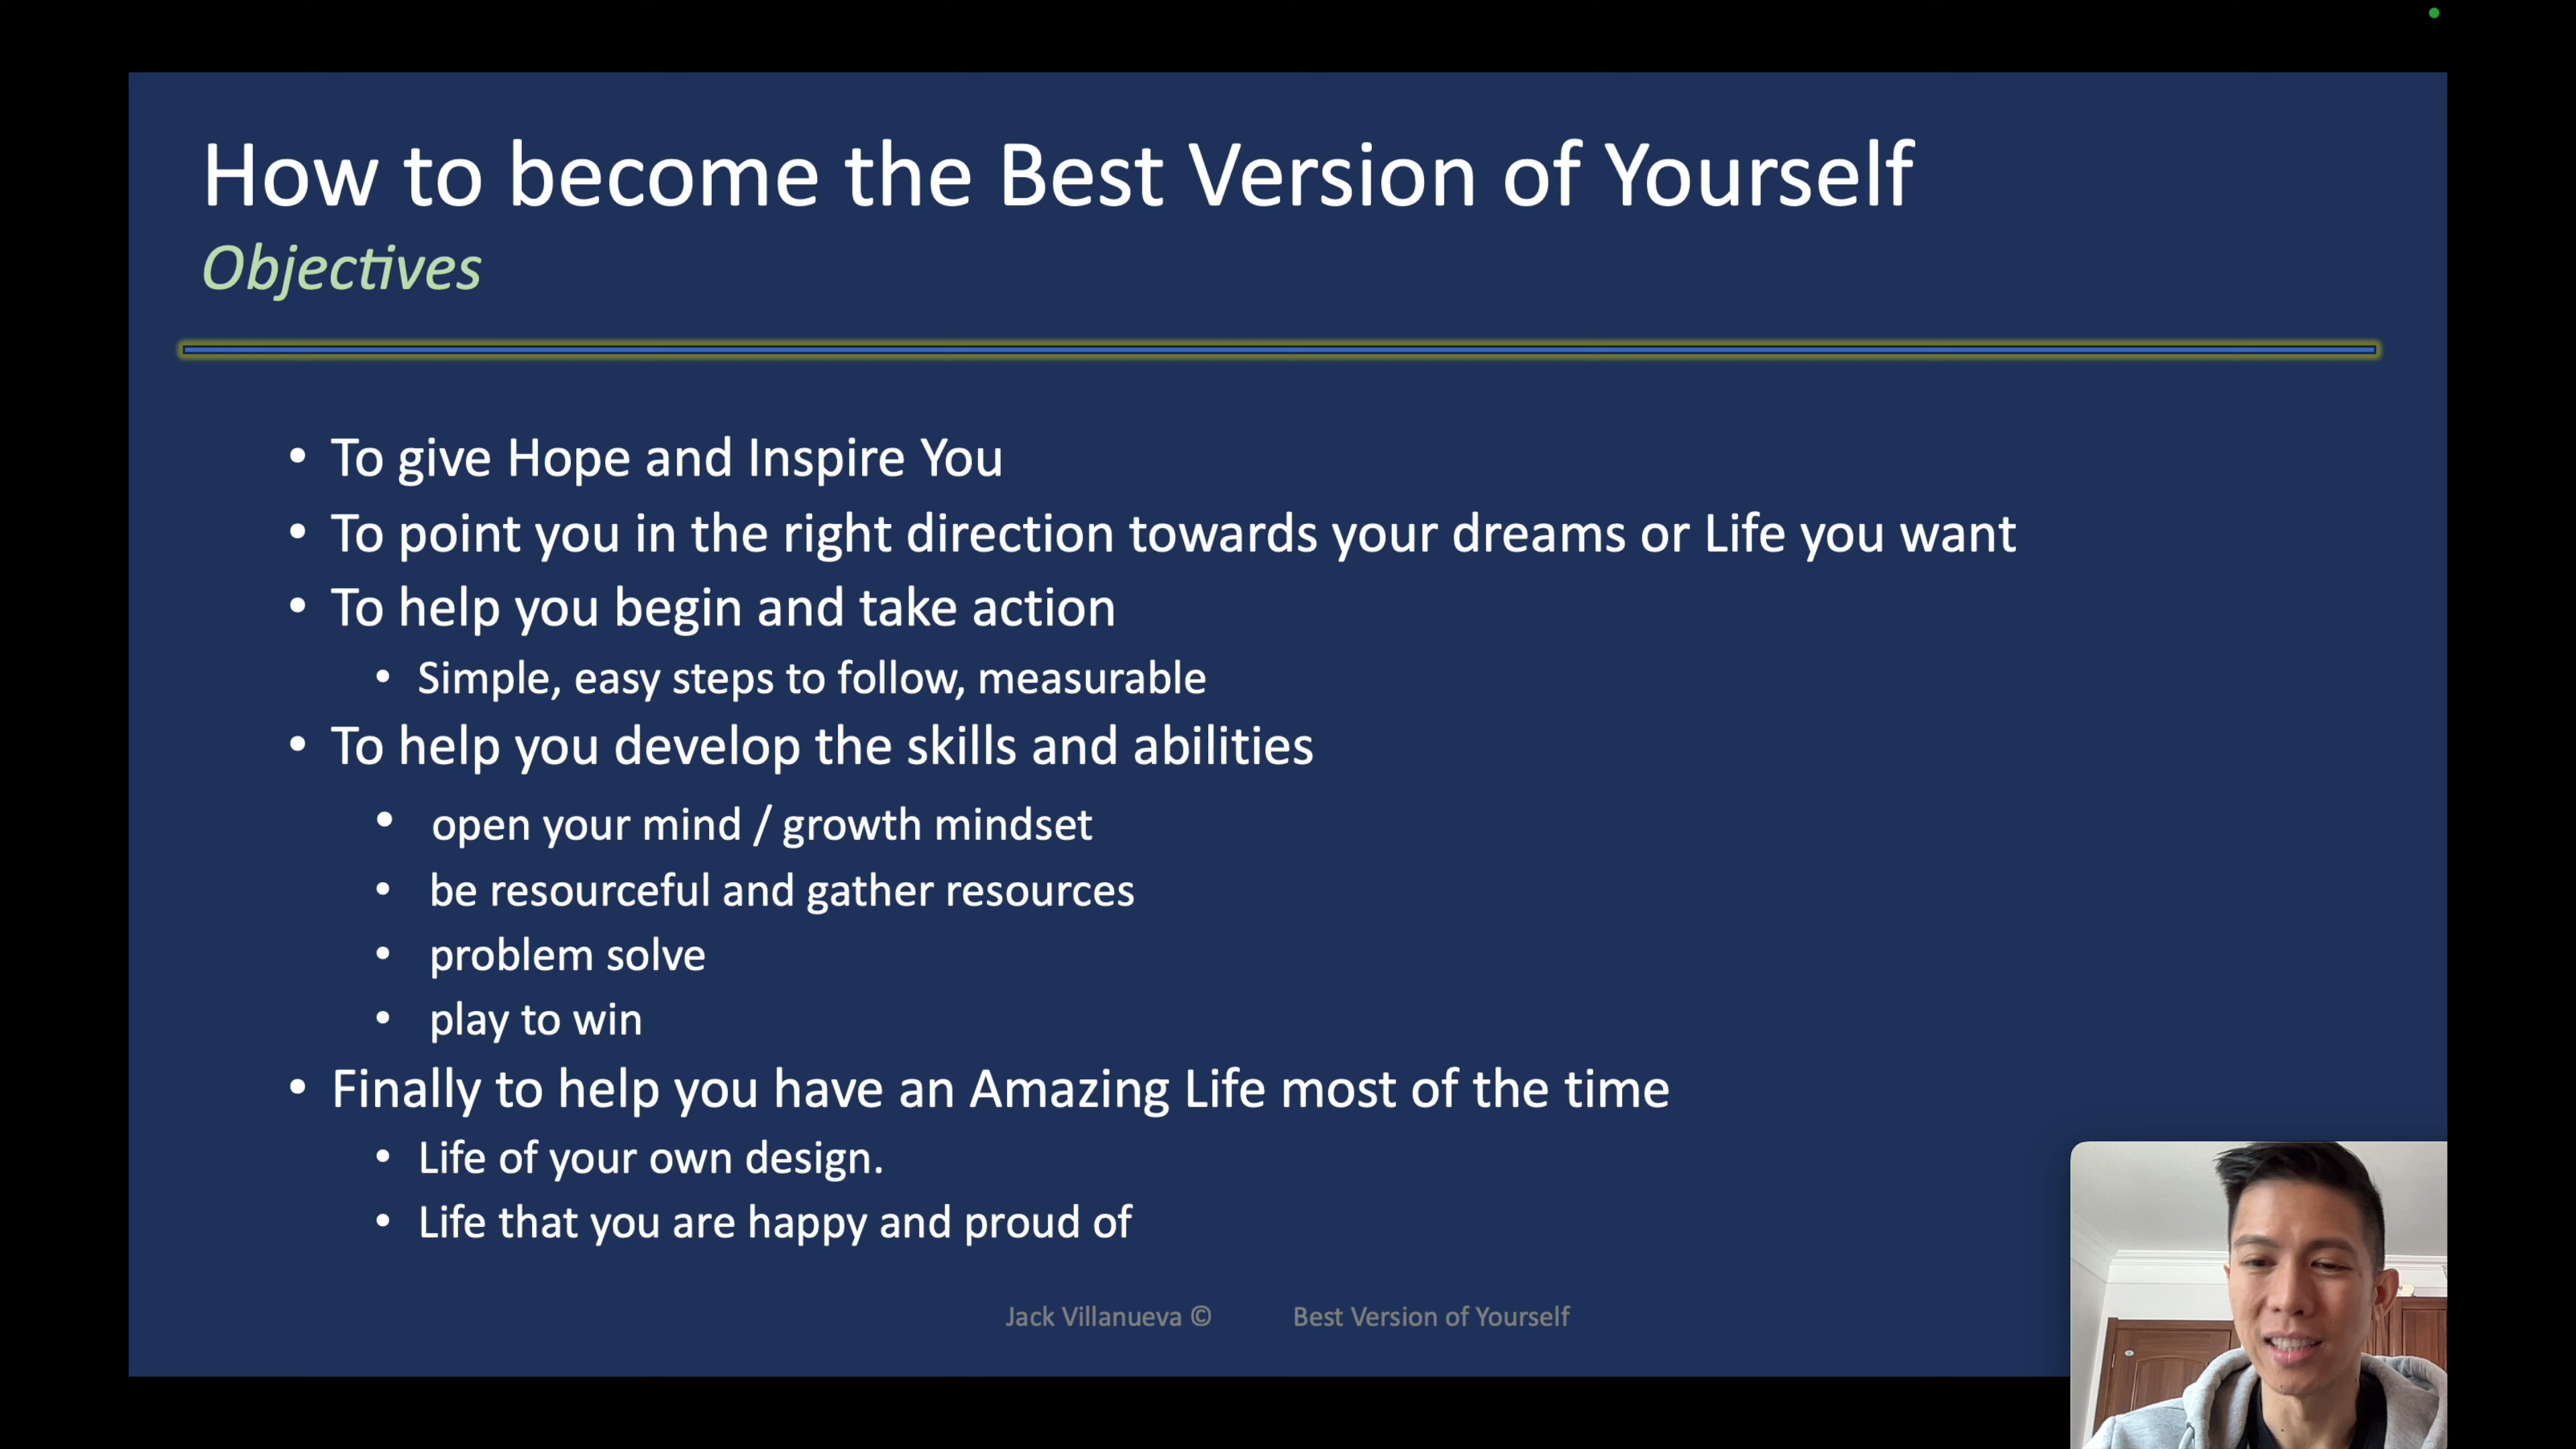 How to become the Best Version of Yourself
Objectives
• To give Hope and Inspire You
• To point you in the right direction towards your dreams or Life you want
• To help you begin and take action
• Simple, easy steps to follow, measurable
• To help you develop the skills and abilities
• open your mind / growth mindset
• be resourceful and gather resources
• problem solve
• play to win
• Finally to help you have an Amazing Life most of the time
• Life of your own design.
• Life that you are happy and proud of
Jack Villanueva © Best Version of Yourself